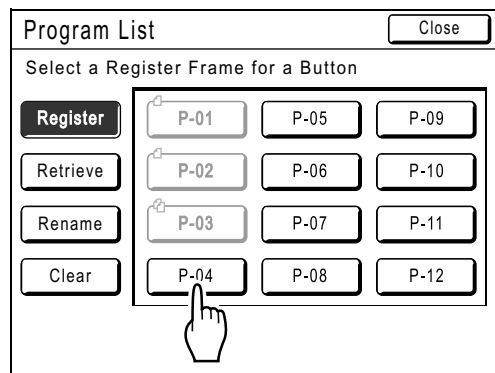 Program List Close
Select a Register Frame for a Button
Register P-01 P-05 P-09
Retrieve P-02 P-06 P-10
Rename P-03 P-07 P-11
Clear P-04 P-08 P-12